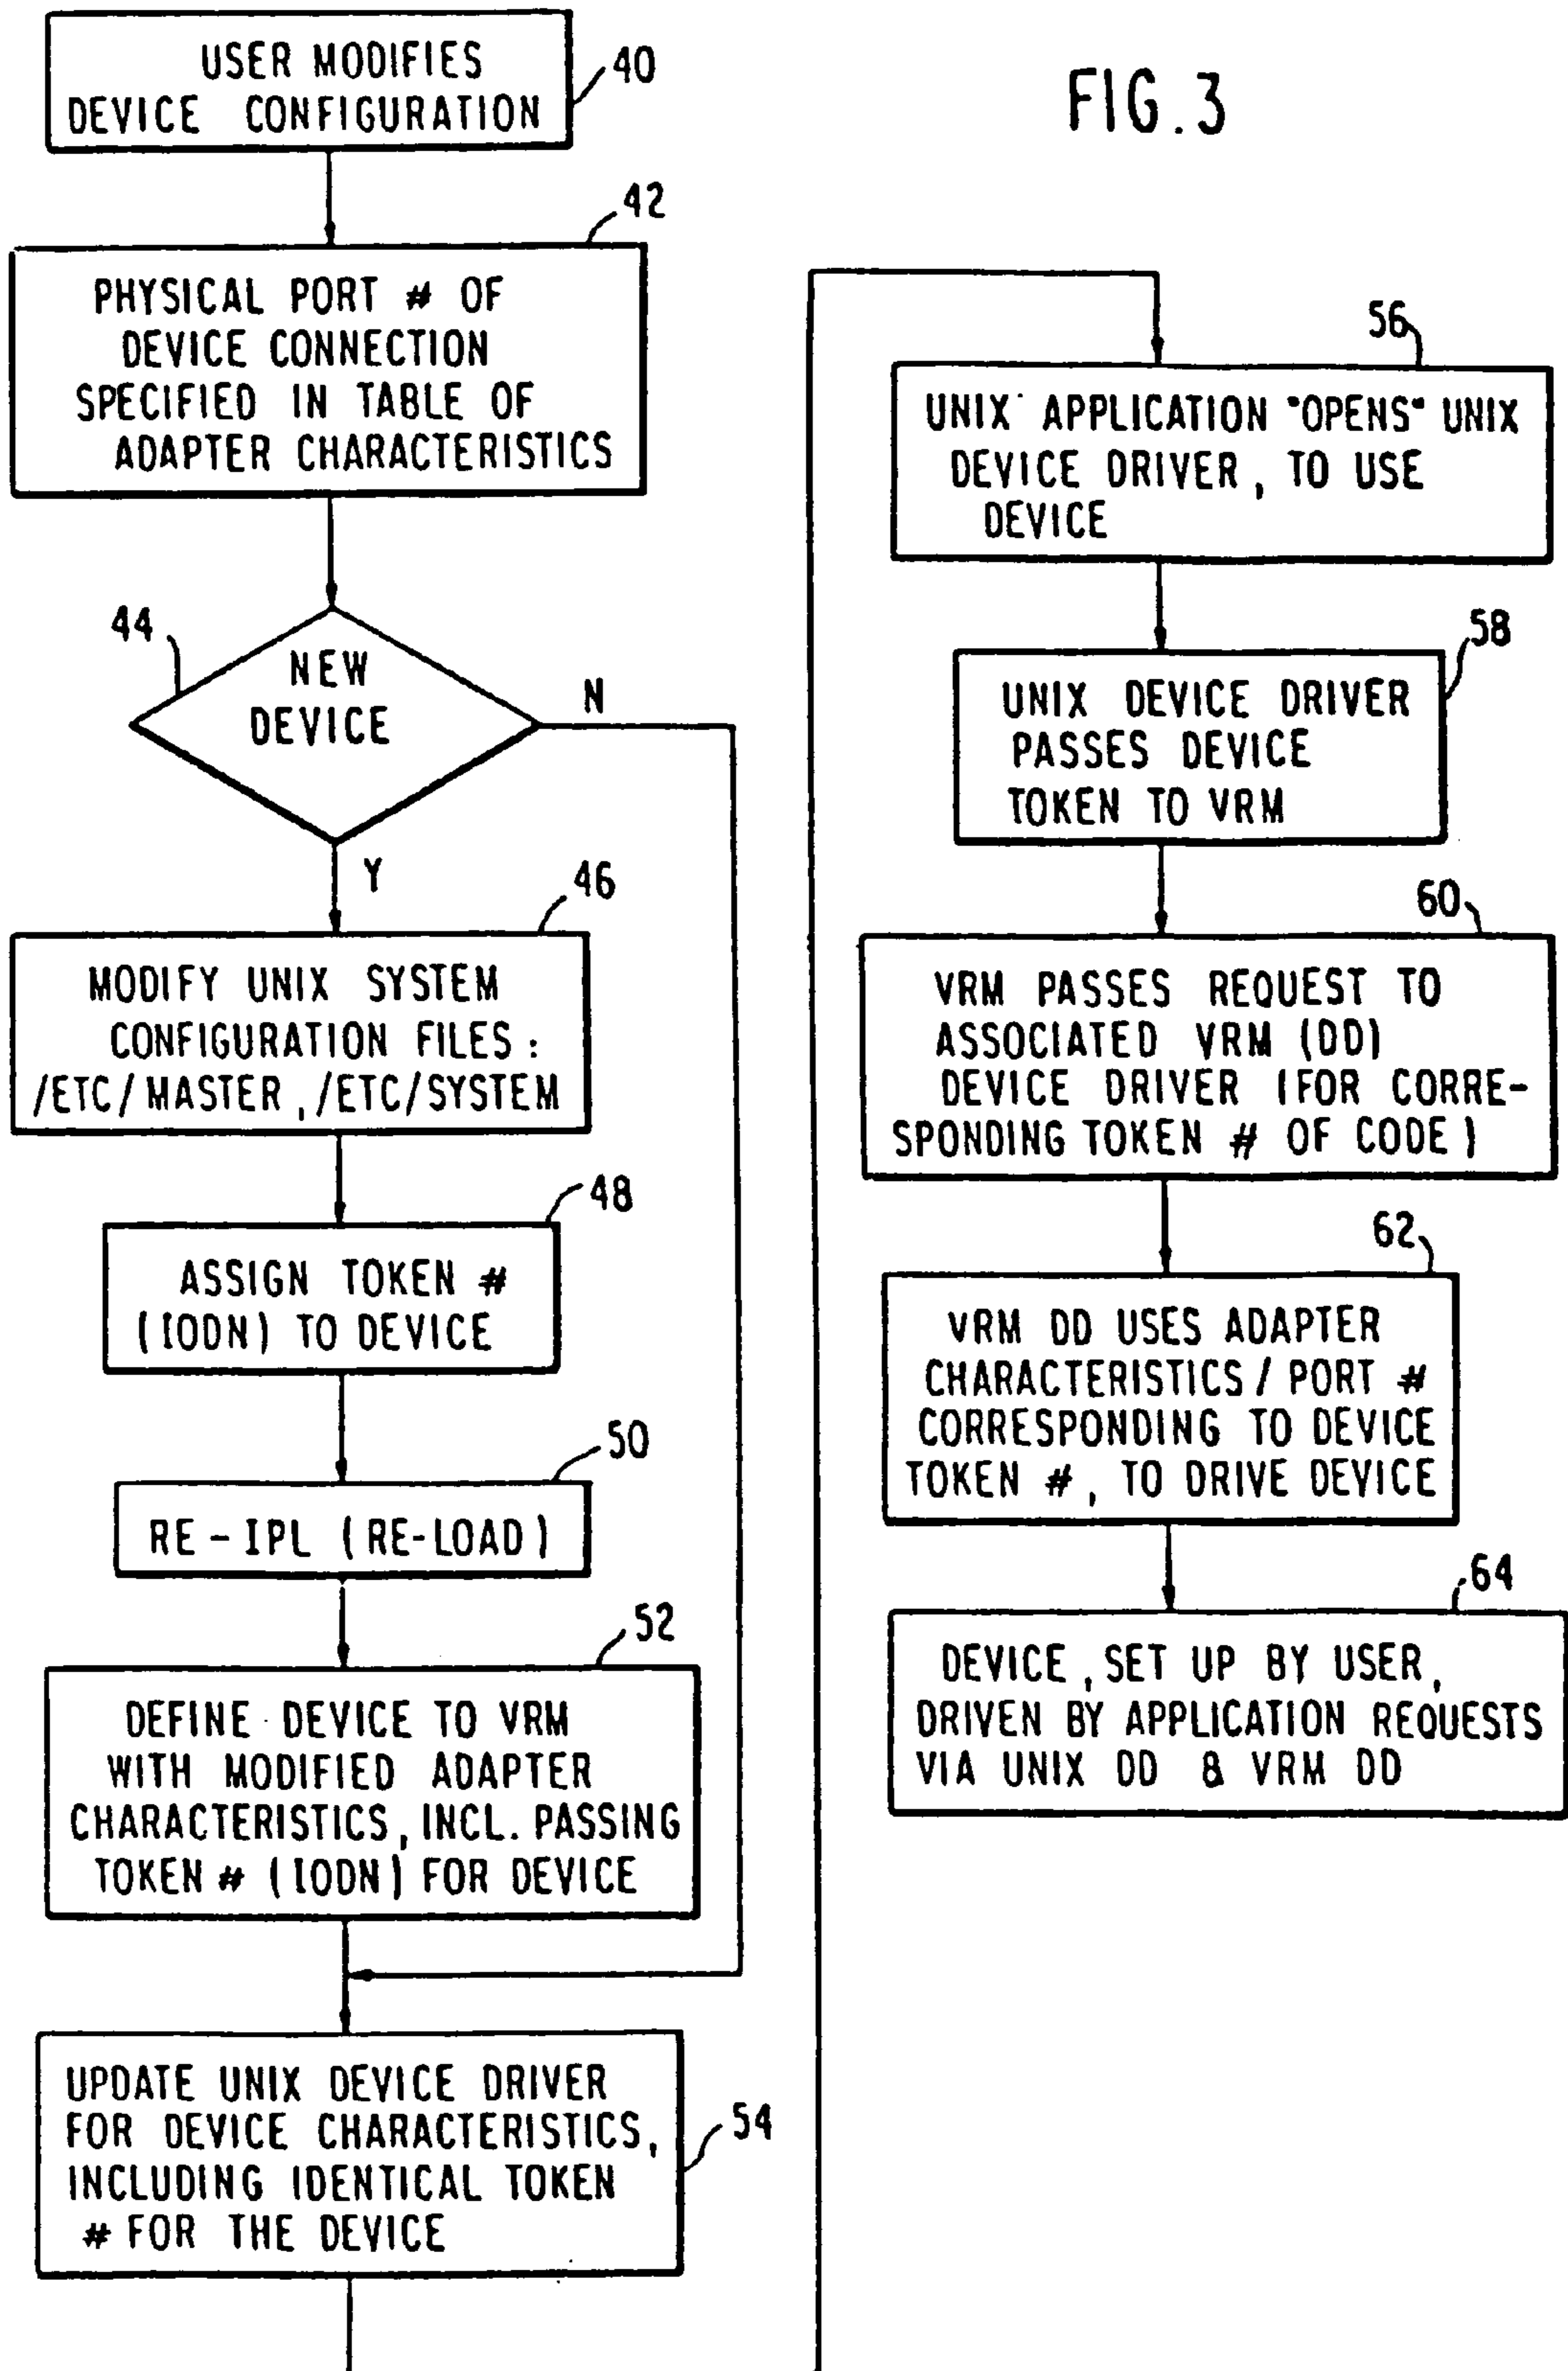 FIG.3
USER MODIFIES
DEVICE CONFIGURATION
40
42
PHYSICAL PORT # OF
DEVICE CONNECTION
SPECIFIED IN TABLE OF
ADAPTER CHARACTERISTICS
44
NEW
DEVICE
N
Y
46
MODIFY UNIX SYSTEM
CONFIGURATION FILES :
/ETC/MASTER, /ETC/SYSTEM
48
ASSIGN TOKEN #
(IODN) TO DEVICE
50
RE-IPL (RE-LOAD)
52
DEFINE DEVICE TO VRM
WITH MODIFIED ADAPTER
CHARACTERISTICS, INCL. PASSING
TOKEN # (IODN) FOR DEVICE
54
UPDATE UNIX DEVICE DRIVER
FOR DEVICE CHARACTERISTICS,
INCLUDING IDENTICAL TOKEN
# FOR THE DEVICE
56
UNIX APPLICATION "OPENS" UNIX
DEVICE DRIVER, TO USE
DEVICE
58
UNIX DEVICE DRIVER
PASSES DEVICE
TOKEN TO VRM
60
VRM PASSES REQUEST TO
ASSOCIATED VRM (DD)
DEVICE DRIVER (FOR CORRE-
SPONDING TOKEN # OF CODE)
62
VRM DD USES ADAPTER
CHARACTERISTICS / PORT #
CORRESPONDING TO DEVICE
TOKEN #, TO DRIVE DEVICE
64
DEVICE, SET UP BY USER,
DRIVEN BY APPLICATION REQUESTS
VIA UNIX DD & VRM DD